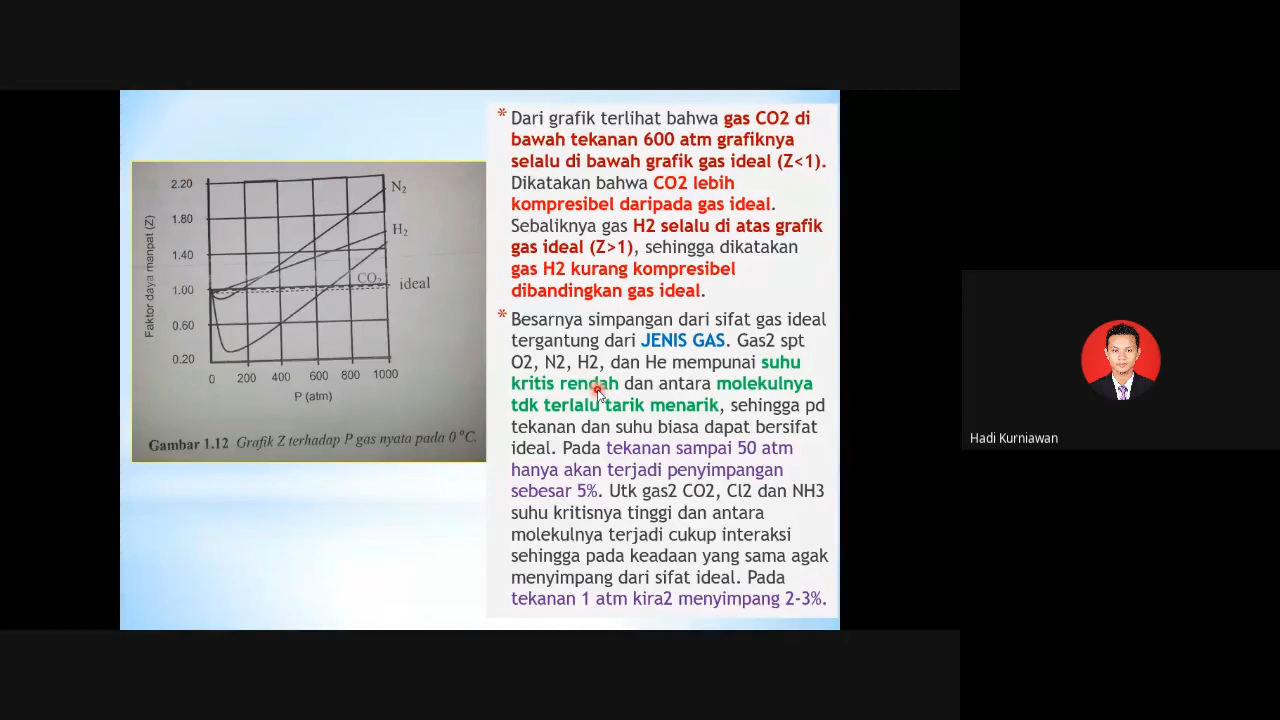 2.20
1.80
1.40
1.00
0.60
0.20
Faktor daya manpat (Z)
N2
H2
CO2
ideal
0 200 400 600 800 1000
P (atm)
Gambar 1.12 Grafik Z terhadap P gas nyata pada 0 °C.
* Dari grafik terlihat bahwa gas CO2 di
bawah tekanan 600 atm grafiknya
selalu di bawah grafik gas ideal (Z<1).
Dikatakan bahwa CO2 lebih
kompresibel daripada gas ideal.
Sebaliknya gas H2 selalu di atas grafik
gas ideal (Z>1), sehingga dikatakan
gas H2 kurang kompresibel
dibandingkan gas ideal.
* Besarnya simpangan dari sifat gas ideal
tergantung dari JENIS GAS. Gas2 spt
O2, N2, H2, dan He mempunai suhu
kritis rendah dan antara molekulnya
tdk terlalu tarik menarik, sehingga pd
tekanan dan suhu biasa dapat bersifat
ideal. Pada tekanan sampai 50 atm
hanya akan terjadi penyimpangan
sebesar 5%. Utk gas2 CO2, Cl2 dan NH3
suhu kritisnya tinggi dan antara
molekulnya terjadi cukup interaksi
sehingga pada keadaan yang sama agak
menyimpang dari sifat ideal. Pada
tekanan 1 atm kira2 menyimpang 2-3%.
Hadi Kurniawan